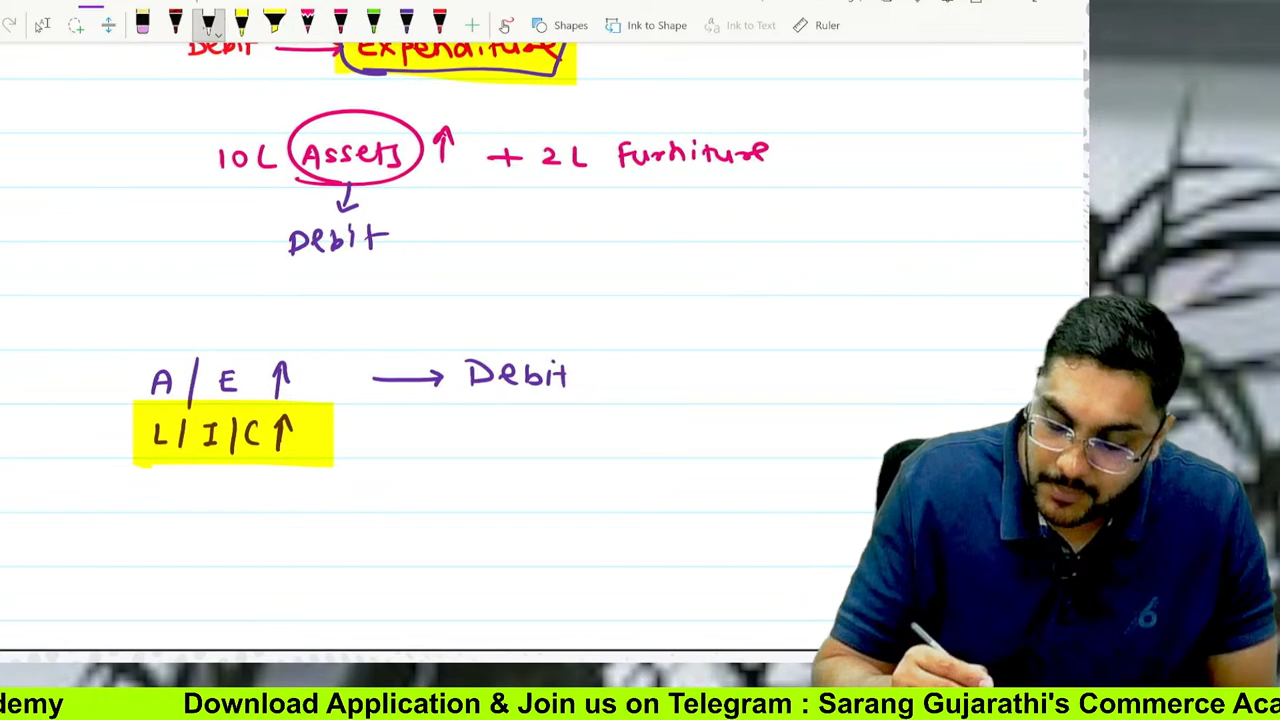 Shapes Ink to Shape Ink to Text Ruler
Debit → Expenditure
10L Assets ↑ + 2L Furniture
↓
Debit
A / E ↑ → Debit
L / I / C ↑
demy Download Application & Join us on Telegram : Sarang Gujarathi's Commerce Aca